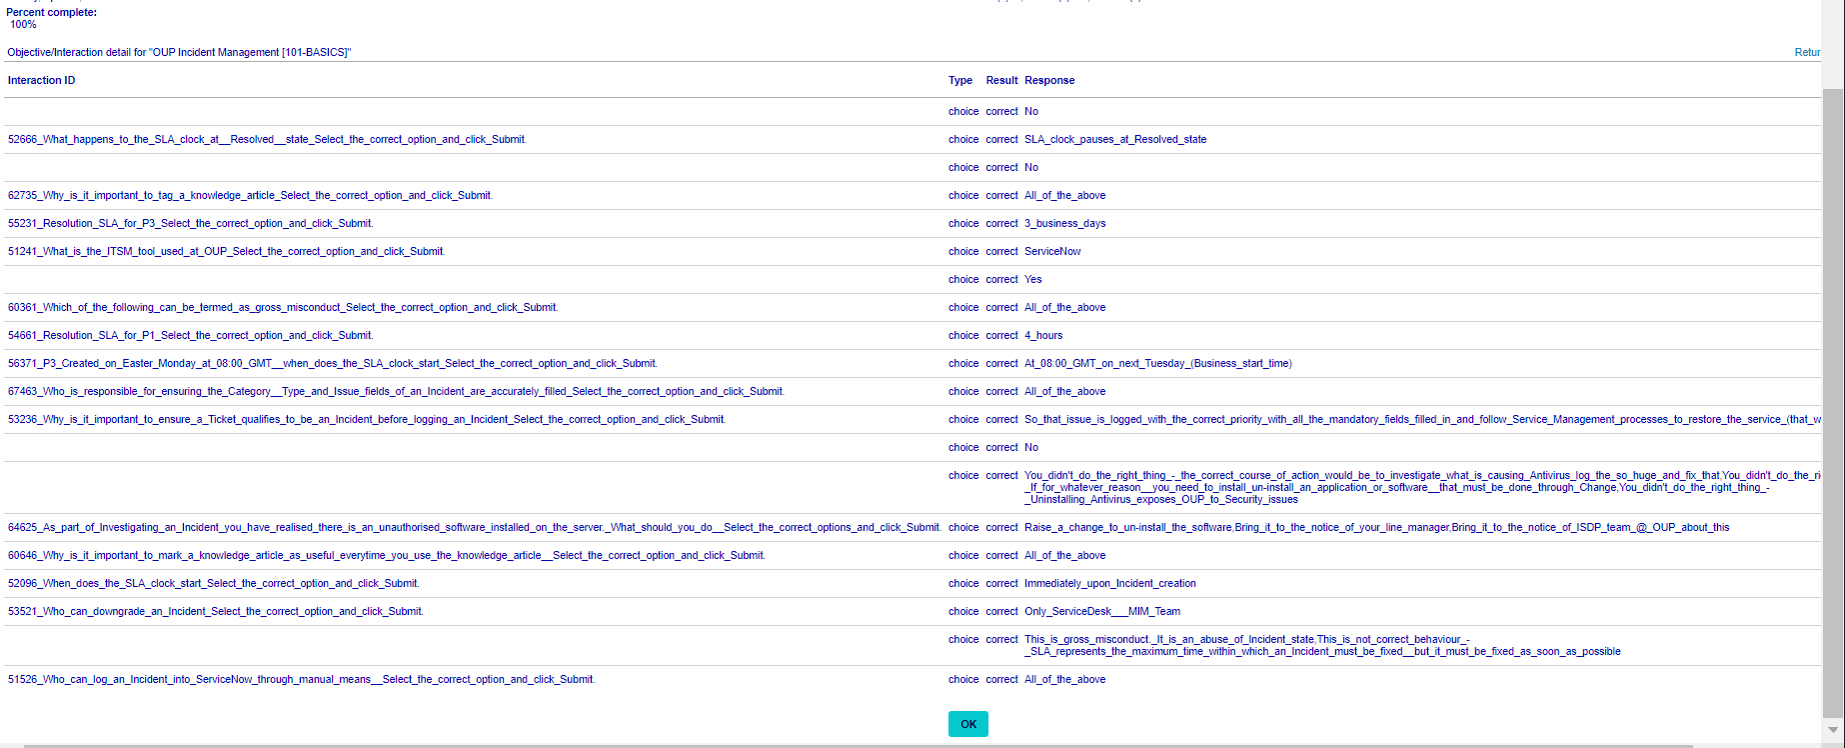 Percent complete:
100%
Objective/Interaction detail for "OUP Incident Management [101-BASICS]"
Retur
Interaction ID Type Result Response
choice correct No
52666_What_happens_to_the_SLA_clock_at__Resolved__state_Select_the_correct_option_and_click_Submit. choice correct SLA_clock_pauses_at_Resolved_state
choice correct No
62735_Why_is_it_important_to_tag_a_knowledge_article_Select_the_correct_option_and_click_Submit. choice correct All_of_the_above
55231_Resolution_SLA_for_P3_Select_the_correct_option_and_click_Submit. choice correct 3_business_days
51241_What_is_the_ITSM_tool_used_at_OUP_Select_the_correct_option_and_click_Submit. choice correct ServiceNow
choice correct Yes
60361_Which_of_the_following_can_be_termed_as_gross_misconduct_Select_the_correct_option_and_click_Submit. choice correct All_of_the_above
54661_Resolution_SLA_for_P1_Select_the_correct_option_and_click_Submit. choice correct 4_hours
56371_P3_Created_on_Easter_Monday_at_08:00_GMT__when_does_the_SLA_clock_start_Select_the_correct_option_and_click_Submit. choice correct At_08:00_GMT_on_next_Tuesday_(Business_start_time)
67463_Who_is_responsible_for_ensuring_the_Category__Type_and_Issue_fields_of_an_Incident_are_accurately_filled_Select_the_correct_option_and_click_Submit. choice correct All_of_the_above
53236_Why_is_it_important_to_ensure_a_Ticket_qualifies_to_be_an_Incident_before_logging_an_Incident_Select_the_correct_option_and_click_Submit. choice correct So_that_issue_is_logged_with_the_correct_priority_with_all_the_mandatory_fields_filled_in_and_follow_Service_Management_processes_to_restore_the_service_(that_w
choice correct No
choice correct You_didn't_do_the_right_thing_-_the_correct_course_of_action_would_be_to_investigate_what_is_causing_Antivirus_log_the_so_huge_and_fix_that,You_didn't_do_the_ri
_If_for_whatever_reason__you_need_to_install_un-install_an_application_or_software__that_must_be_done_through_Change,You_didn't_do_the_right_thing_-
_Uninstalling_Antivirus_exposes_OUP_to_Security_issues
64625_As_part_of_Investigating_an_Incident_you_have_realised_there_is_an_unauthorised_software_installed_on_the_server._What_should_you_do__Select_the_correct_options_and_click_Submit. choice correct Raise_a_change_to_un-install_the_software,Bring_it_to_the_notice_of_your_line_manager,Bring_it_to_the_notice_of_ISDP_team_@_OUP_about_this
60646_Why_is_it_important_to_mark_a_knowledge_article_as_useful_everytime_you_use_the_knowledge_article__Select_the_correct_option_and_click_Submit. choice correct All_of_the_above
52096_When_does_the_SLA_clock_start_Select_the_correct_option_and_click_Submit. choice correct Immediately_upon_Incident_creation
53521_Who_can_downgrade_an_Incident_Select_the_correct_option_and_click_Submit. choice correct Only_ServiceDesk___MIM_Team
choice correct This_is_gross_misconduct._It_is_an_abuse_of_Incident_state,This_is_not_correct_behaviour_-
_SLA_represents_the_maximum_time_within_which_an_Incident_must_be_fixed__but_it_must_be_fixed_as_soon_as_possible
51526_Who_can_log_an_Incident_into_ServiceNow_through_manual_means__Select_the_correct_option_and_click_Submit. choice correct All_of_the_above
OK